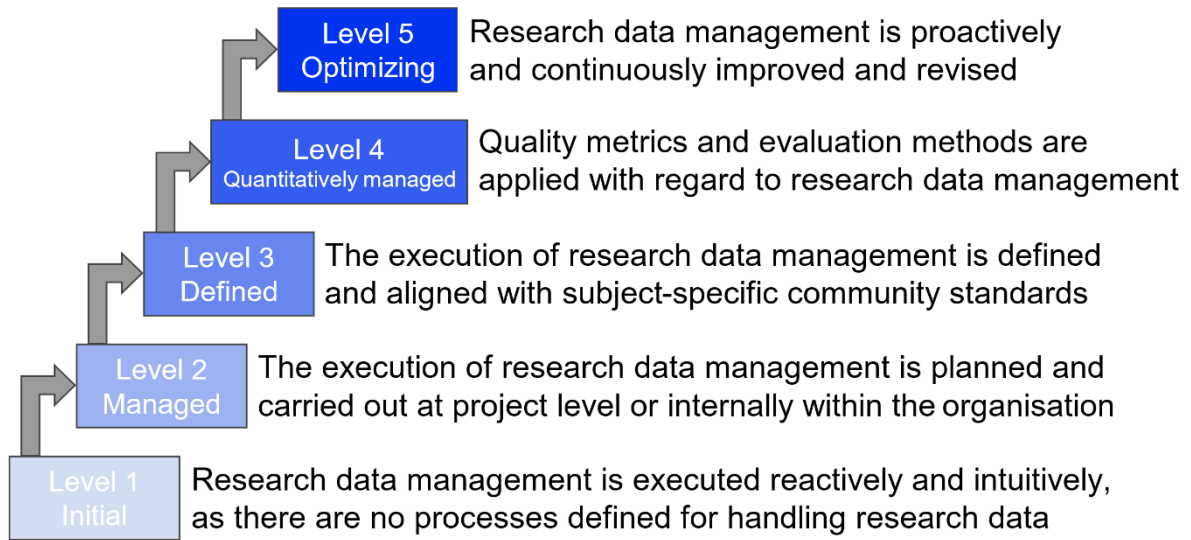 Level 5
Optimizing
Research data management is proactively
and continuously improved and revised
Level 4
Quantitatively managed
Quality metrics and evaluation methods are
applied with regard to research data management
Level 3
Defined
The execution of research data management is defined
and aligned with subject-specific community standards
Level 2
Managed
The execution of research data management is planned and
carried out at project level or internally within the organisation
Level 1
Initial
Research data management is executed reactively and intuitively,
as there are no processes defined for handling research data